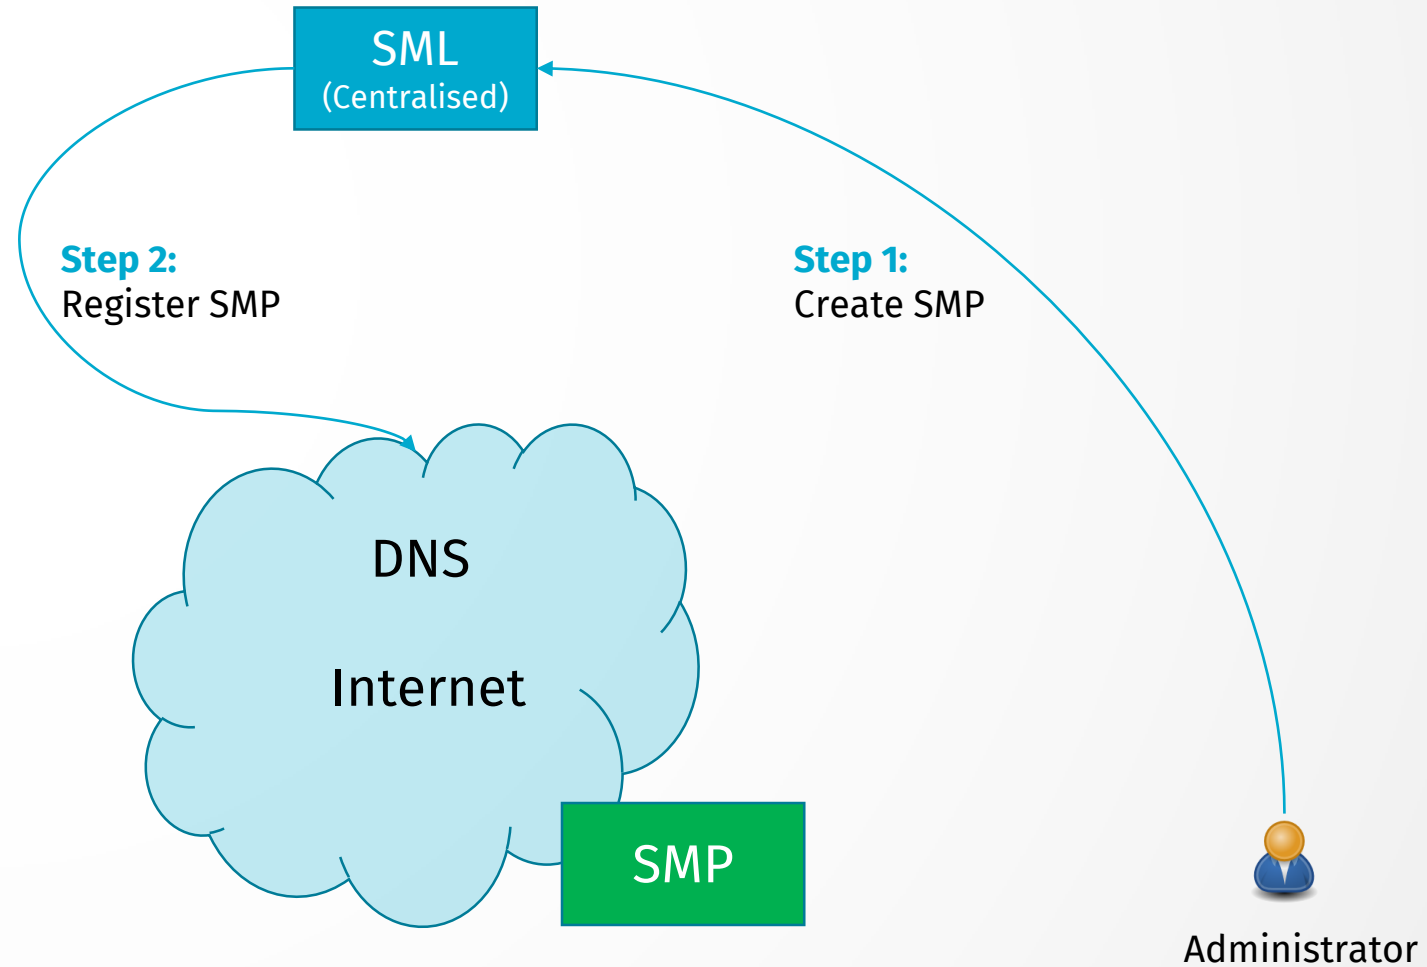 SML
(Centralised)
Step 2:
Register SMP
Step 1:
Create SMP
DNS
Internet
SMP
Administrator